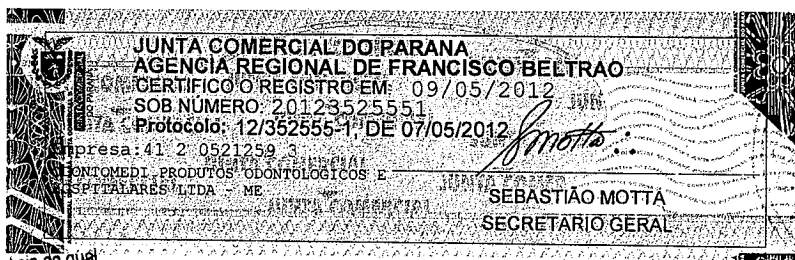 JUNTA COMERCIAL DO PARANA
AGENCIA REGIONAL DE FRANCISCO BELTRAO
CERTIFICO O REGISTRO EM: 09/05/2012
SOB NÚMERO: 20123525551
Protocolo: 12/352555-1, DE 07/05/2012
presa:41 2 0521259 3
ONTOMEDI PRODUTOS ODONTOLOGICOS E
OSPITALARES LTDA - ME
SEBASTIÃO MOTTA
SECRETARIO GERAL